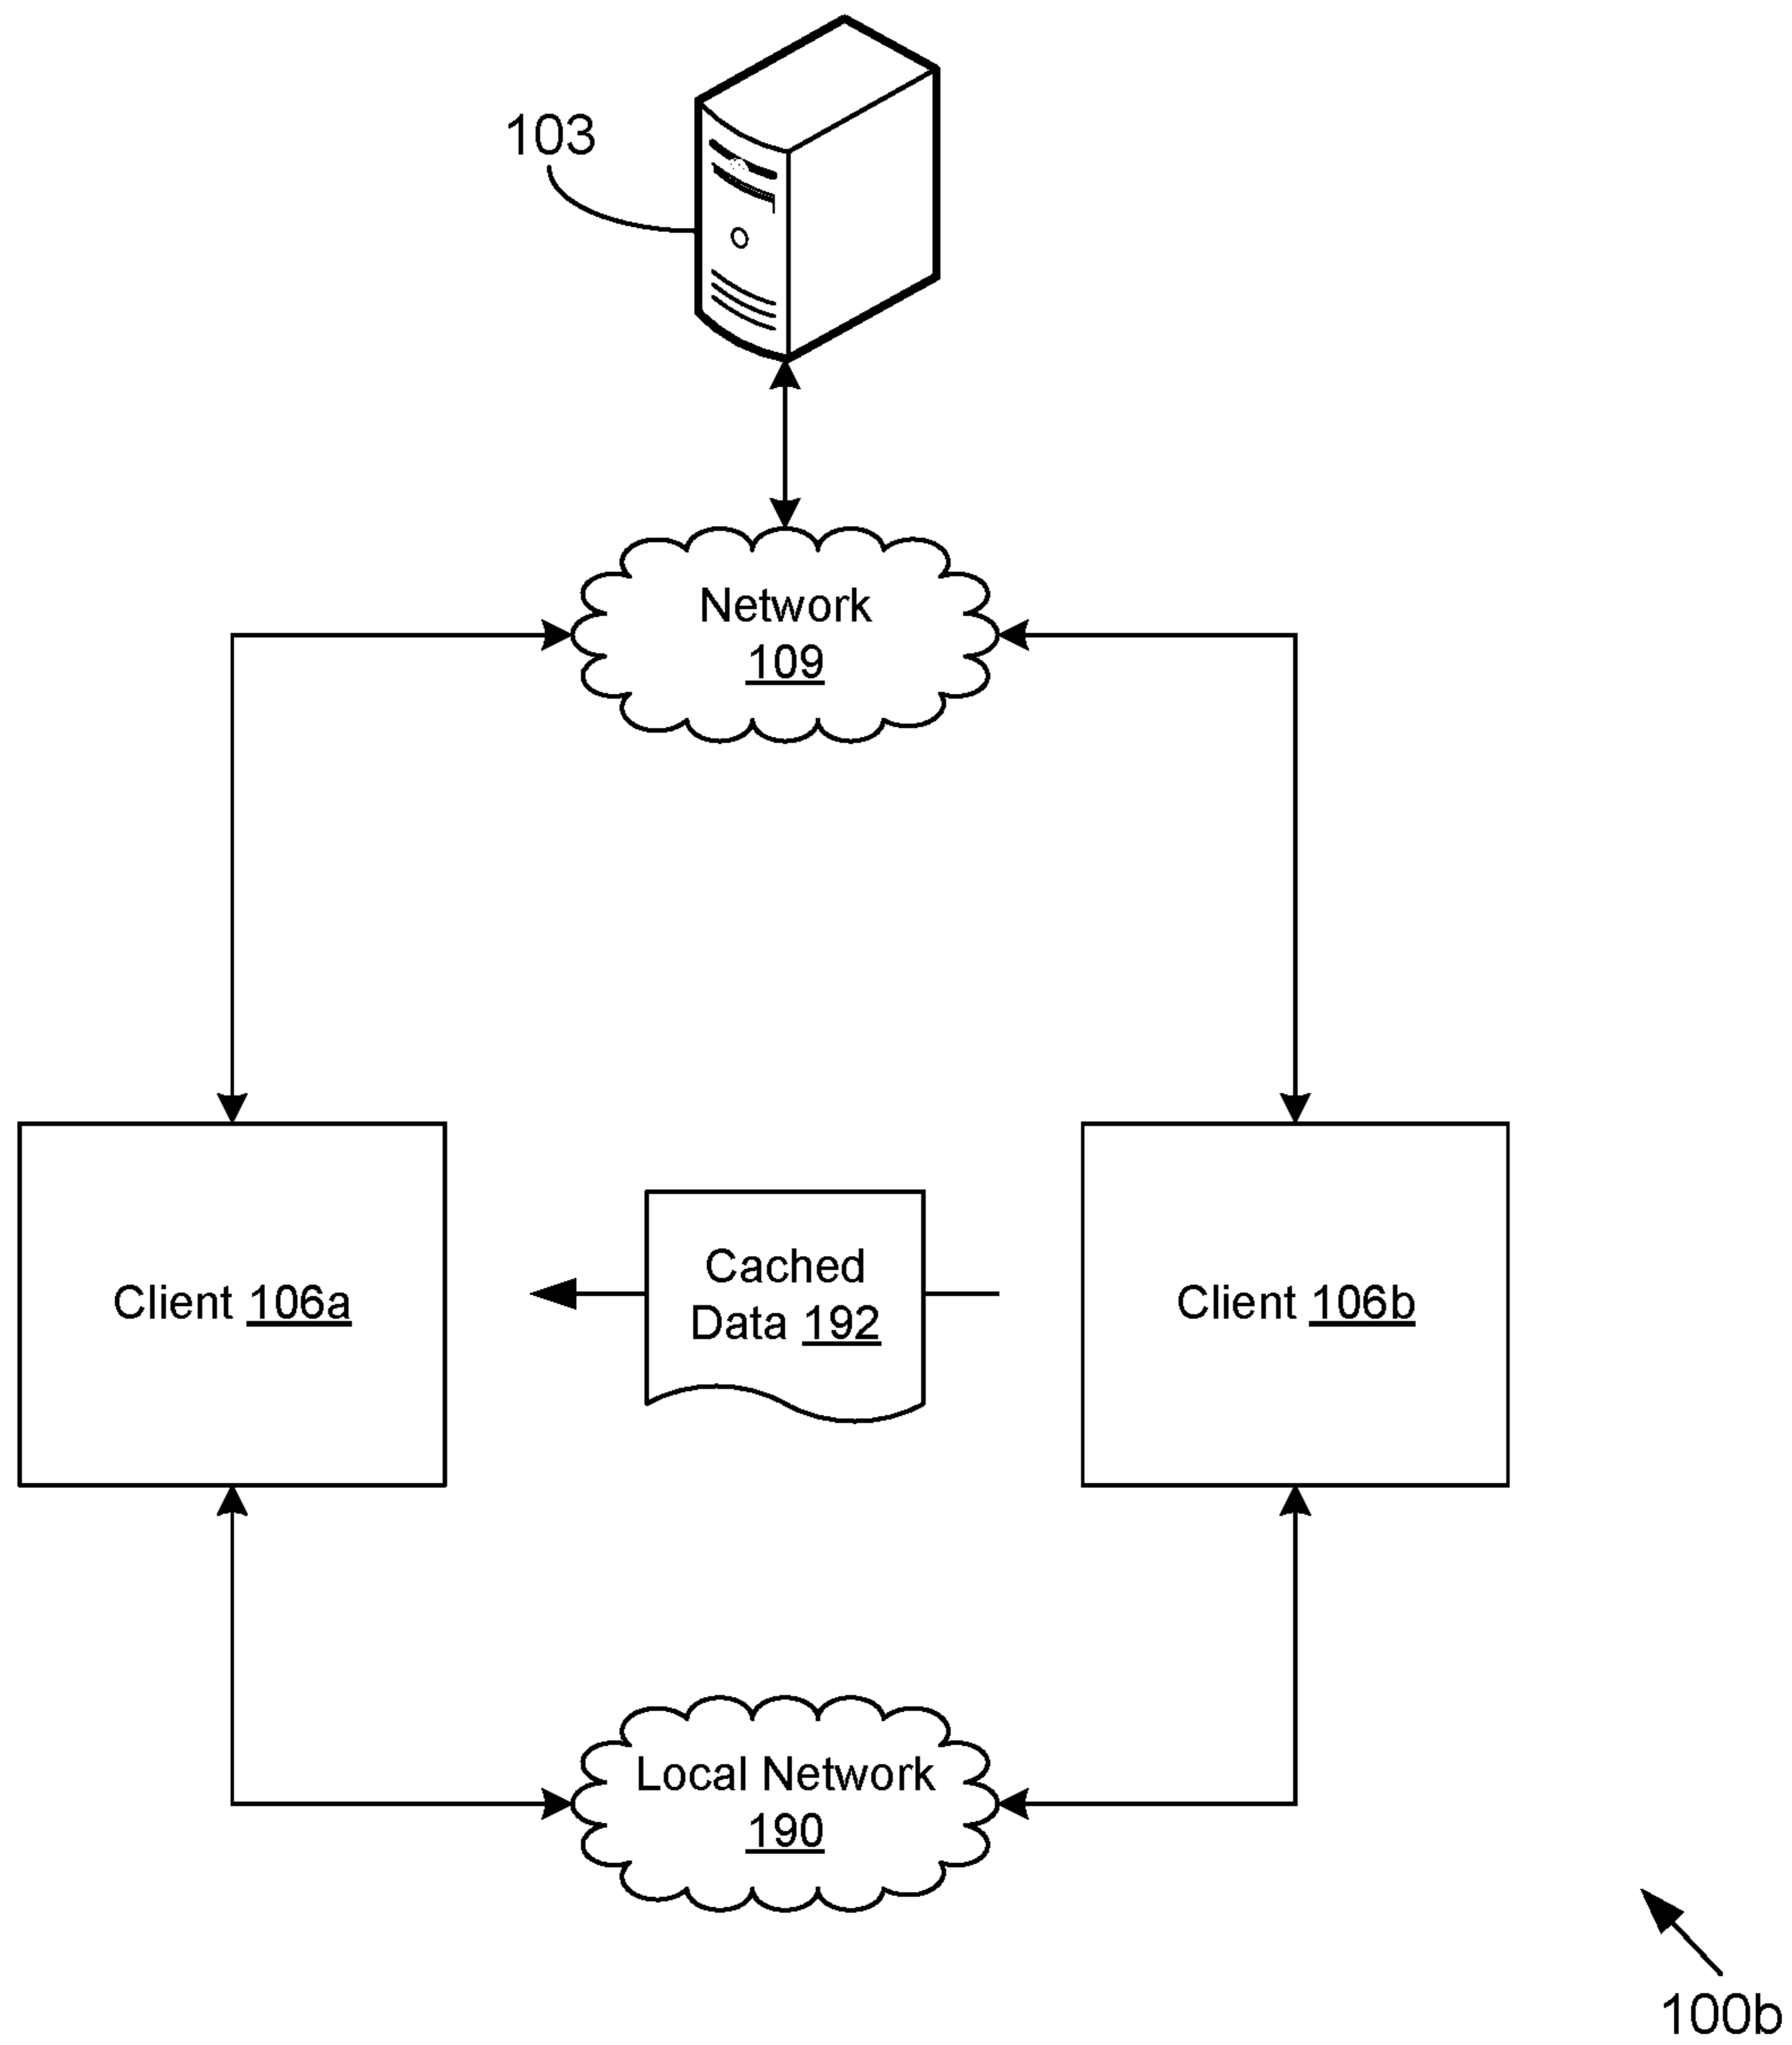 103
Network
109
Client 106a
Cached
Data 192
Client 106b
Local Network
190
100b